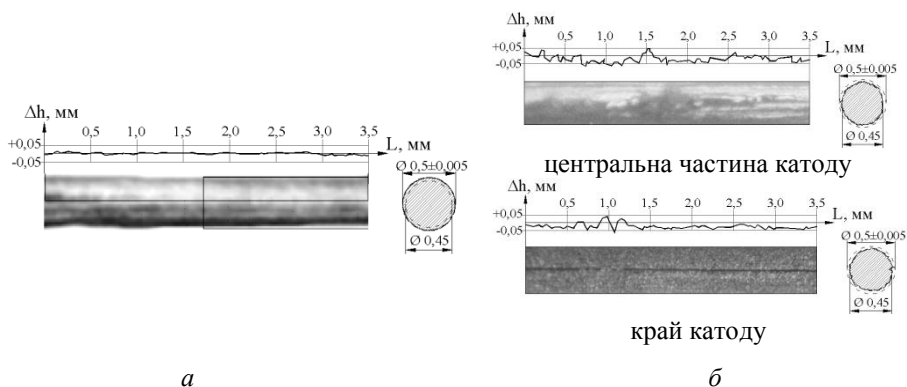 Δh, мм
0,5 1,0 1,5 2,0 2,5 3,0 3,5
L, мм
+0,05
-0,05
Ø 0,5±0,005
Ø 0,45
а
Δh, мм
0,5 1,0 1,5 2,0 2,5 3,0 3,5
L, мм
+0,05
-0,05
Ø 0,5±0,005
Ø 0,45
центральна частина катоду
Δh, мм
0,5 1,0 1,5 2,0 2,5 3,0 3,5
L, мм
+0,05
-0,05
Ø 0,5±0,005
Ø 0,45
край катоду
б